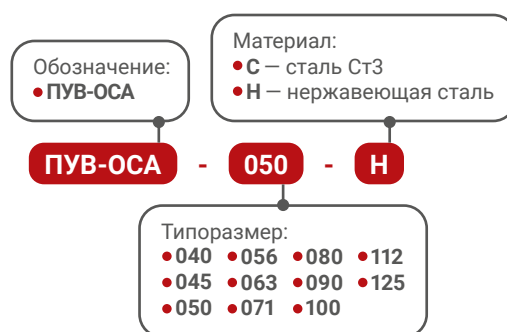 Обозначение:
• ПУВ-ОСА
Материал:
• С — сталь Ст3
• Н — нержавеющая сталь
ПУВ-ОСА - 050 - Н
Типоразмер:
• 040 • 056 • 080 • 112
• 045 • 063 • 090 • 125
• 050 • 071 • 100